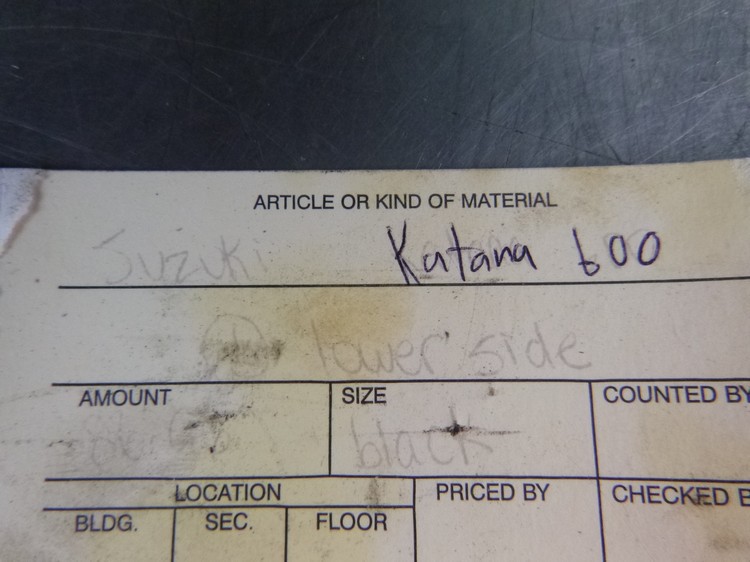 ARTICLE OR KIND OF MATERIAL
Suzuki Katana 600
lower side
AMOUNT SIZE COUNTED BY
black
LOCATION PRICED BY CHECKED B
BLDG. SEC. FLOOR